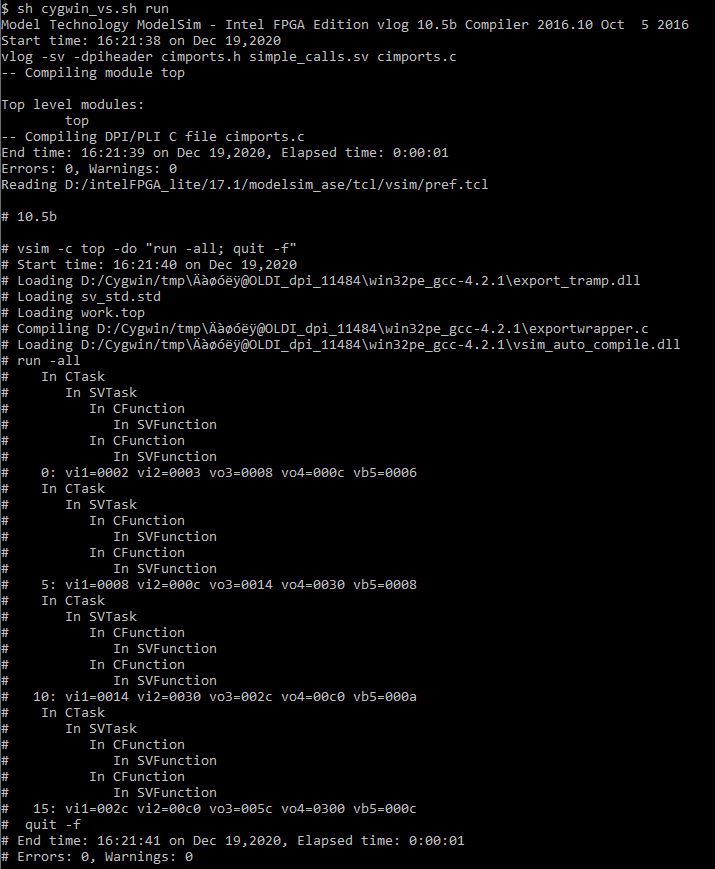 $ sh cygwin_vs.sh run
Model Technology ModelSim - Intel FPGA Edition vlog 10.5b Compiler 2016.10 Oct  5 2016
Start time: 16:21:38 on Dec 19,2020
vlog -sv -dpiheader cimports.h simple_calls.sv cimports.c
-- Compiling module top

Top level modules:
        top
-- Compiling DPI/PLI C file cimports.c
End time: 16:21:39 on Dec 19,2020, Elapsed time: 0:00:01
Errors: 0, Warnings: 0
Reading D:/intelFPGA_lite/17.1/modelsim_ase/tcl/vsim/pref.tcl

# 10.5b

# vsim -c top -do "run -all; quit -f"
# Start time: 16:21:40 on Dec 19,2020
# Loading D:/Cygwin/tmp\Äàøóëÿ@OLDI_dpi_11484\win32pe_gcc-4.2.1\export_tramp.dll
# Loading sv_std.std
# Loading work.top
# Compiling D:/Cygwin/tmp\Äàøóëÿ@OLDI_dpi_11484\win32pe_gcc-4.2.1\exportwrapper.c
# Loading D:/Cygwin/tmp\Äàøóëÿ@OLDI_dpi_11484\win32pe_gcc-4.2.1\vsim_auto_compile.dll
# run -all
#    In CTask
#       In SVTask
#          In CFunction
#             In SVFunction
#          In CFunction
#             In SVFunction
#    0: vi1=0002 vi2=0003 vo3=0008 vo4=000c vb5=0006
#    In CTask
#       In SVTask
#          In CFunction
#             In SVFunction
#          In CFunction
#             In SVFunction
#    5: vi1=0008 vi2=000c vo3=0014 vo4=0030 vb5=0008
#    In CTask
#       In SVTask
#          In CFunction
#             In SVFunction
#          In CFunction
#             In SVFunction
#   10: vi1=0014 vi2=0030 vo3=002c vo4=00c0 vb5=000a
#    In CTask
#       In SVTask
#          In CFunction
#             In SVFunction
#          In CFunction
#             In SVFunction
#   15: vi1=002c vi2=00c0 vo3=005c vo4=0300 vb5=000c
#  quit -f
# End time: 16:21:41 on Dec 19,2020, Elapsed time: 0:00:01
# Errors: 0, Warnings: 0